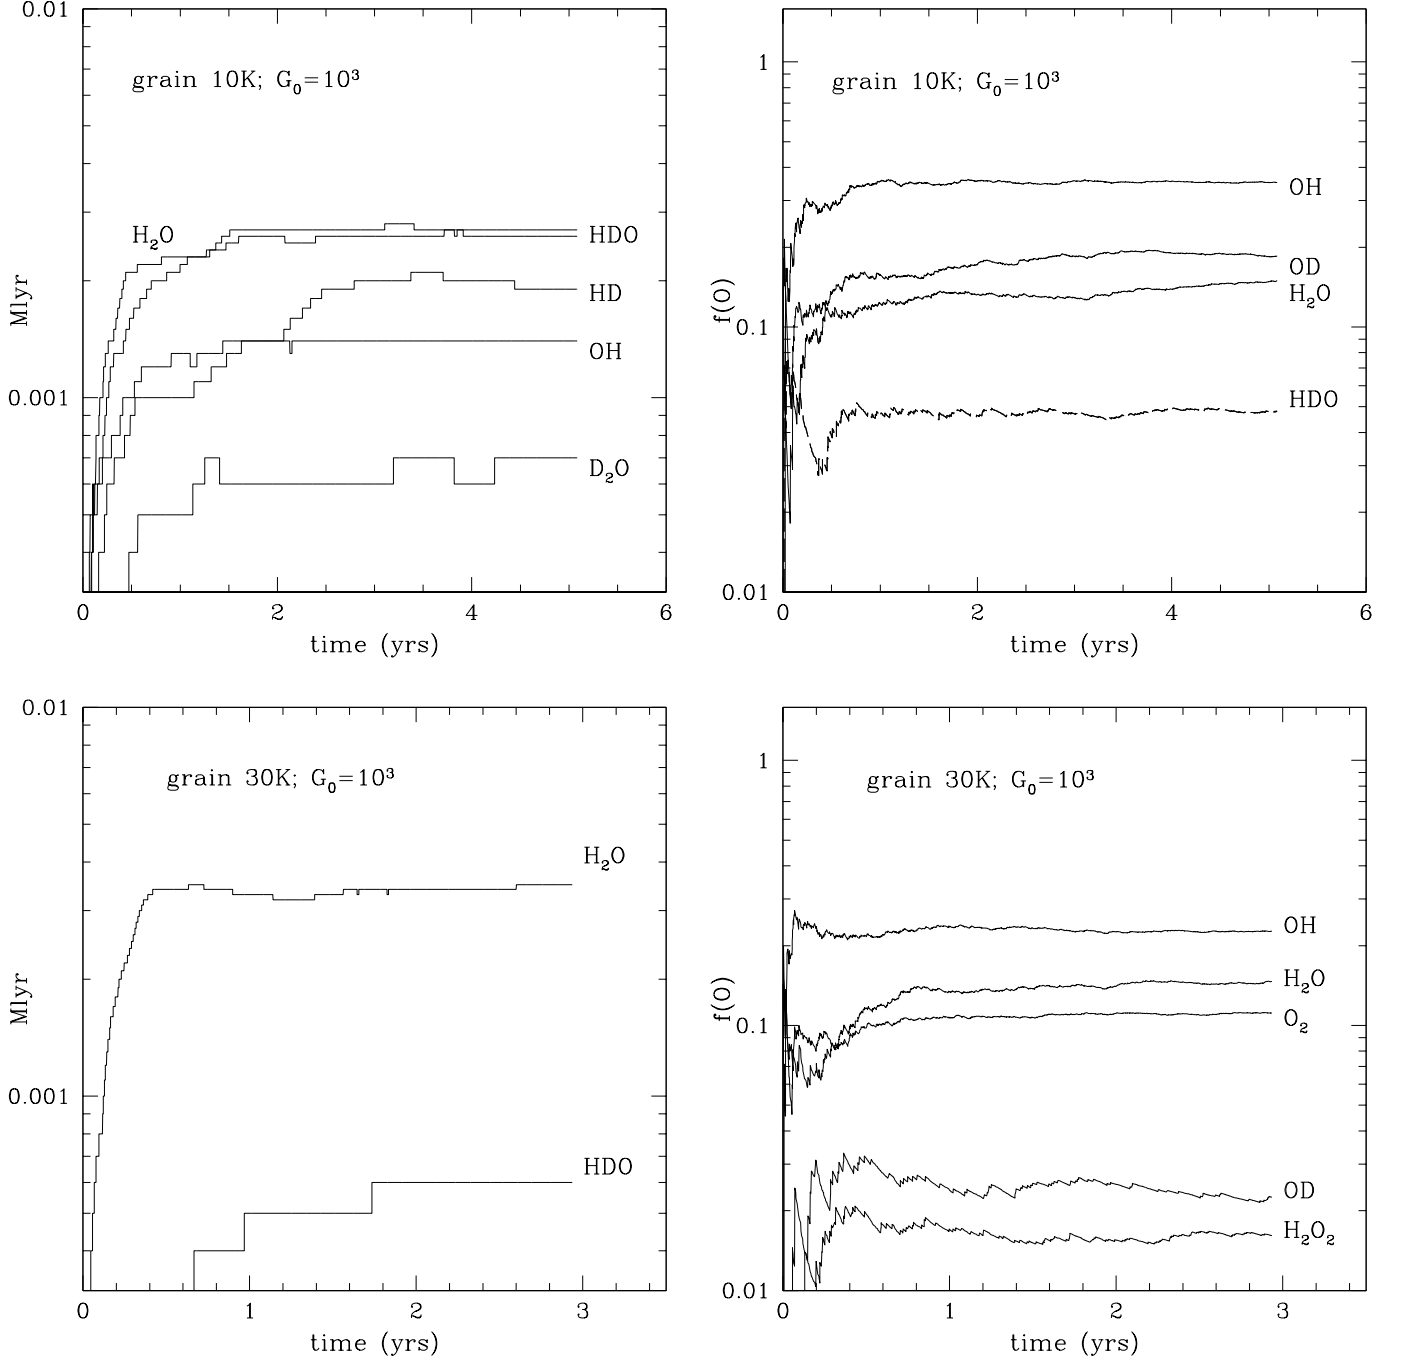 0.01
grain 10K; G₀=10³
H₂O
HDO
HD
OH
D₂O
Mlyr
0.001
0 2 4 6
time (yrs)
1
grain 10K; G₀=10³
OH
OD
H₂O
HDO
f(O)
0.1
0.01
0 2 4 6
time (yrs)
0.01
grain 30K; G₀=10³
H₂O
HDO
Mlyr
0.001
0 1 2 3
time (yrs)
1
grain 30K; G₀=10³
OH
H₂O
O₂
OD
H₂O₂
f(O)
0.1
0.01
0 1 2 3
time (yrs)